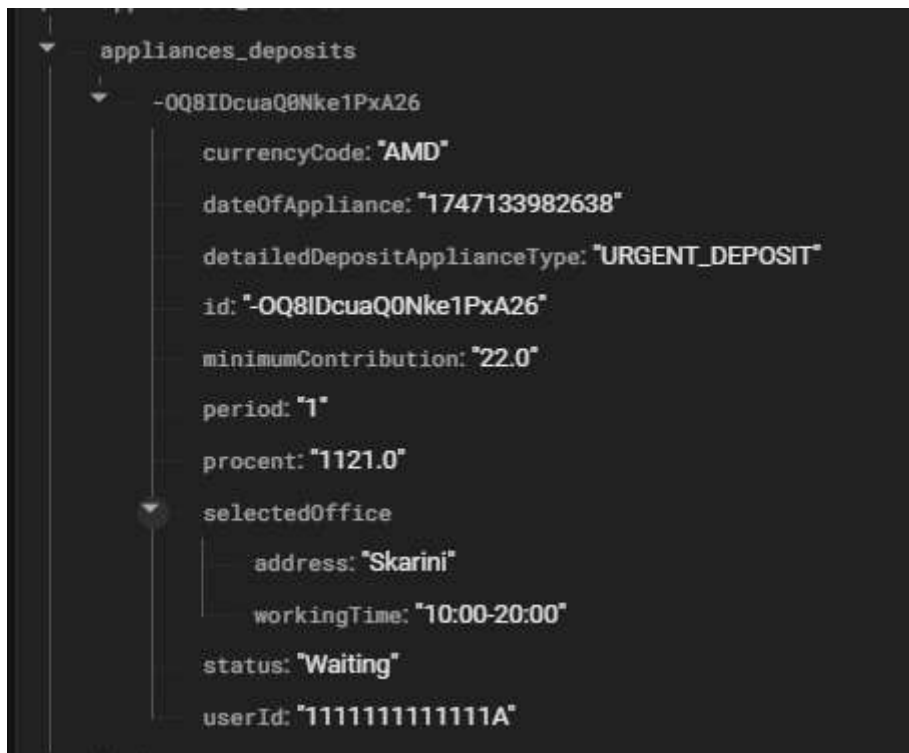 appliances_deposits
-OQ8IDcuaQ0Nke1PxA26
currencyCode: "AMD"
dateOfAppliance: "1747133982638"
detailedDepositApplianceType: "URGENT_DEPOSIT"
id: "-OQ8IDcuaQ0Nke1PxA26"
minimumContribution: "22.0"
period: "1"
procent: "1121.0"
selectedOffice
address: "Skarini"
workingTime: "10:00-20:00"
status: "Waiting"
userId: "1111111111111A"